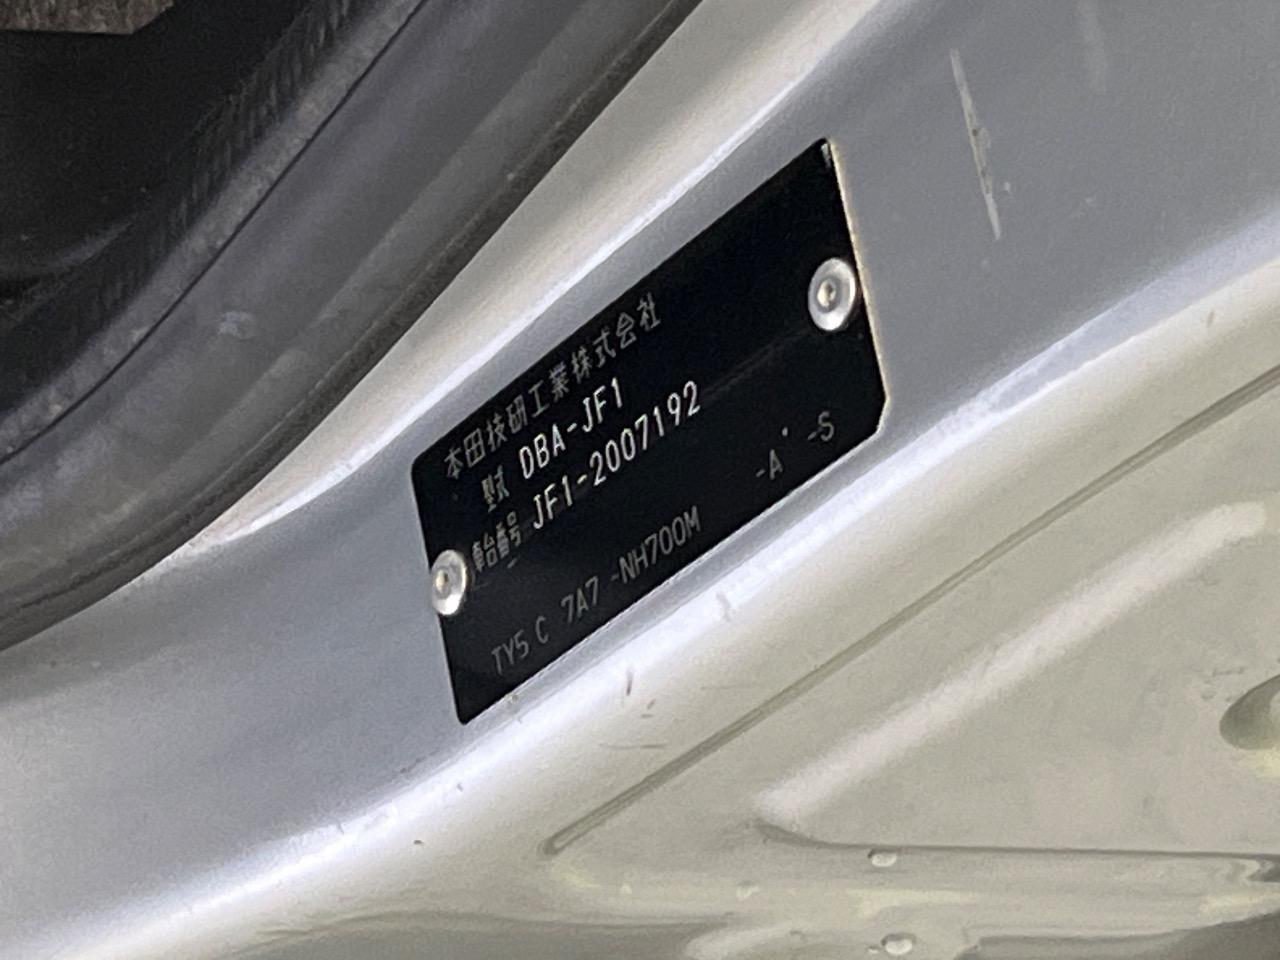 本田技研工業株式会社
型式 DBA-JF1
車台番号 JF1-2007192
TY5 C 7A7 -NH700M -A -S